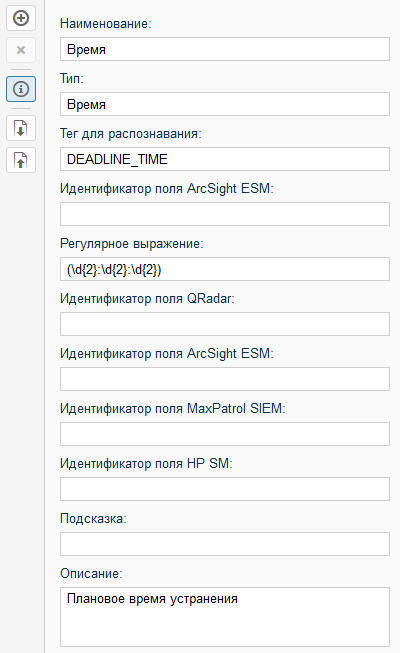 Наименование:
Время
Тип:
Время
Тег для распознавания:
DEADLINE_TIME
Идентификатор поля ArcSight ESM:
Регулярное выражение:
(\d{2}:\d{2}:\d{2})
Идентификатор поля QRadar:
Идентификатор поля ArcSight ESM:
Идентификатор поля MaxPatrol SIEM:
Идентификатор поля HP SM:
Подсказка:
Описание:
Плановое время устранения